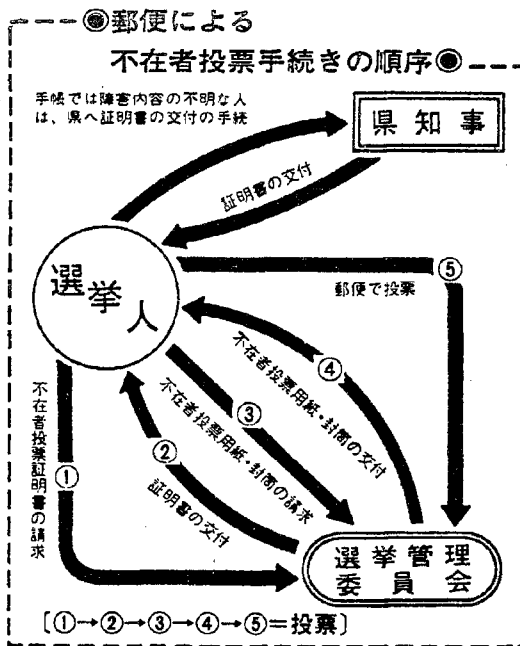 ◉郵便による
不在者投票手続きの順序◉
手帳では障害内容の不明な人
は、県へ証明書の交付の手続
県知事
証明書の交付
選挙人
⑤
郵便で投票
④
不在者投票用紙・封筒の交付
③
不在者投票用紙・封筒の請求
②
証明書の交付
①
不在者投票証明書の請求
選挙管理
委員会
[①→②→③→④→⑤=投票]